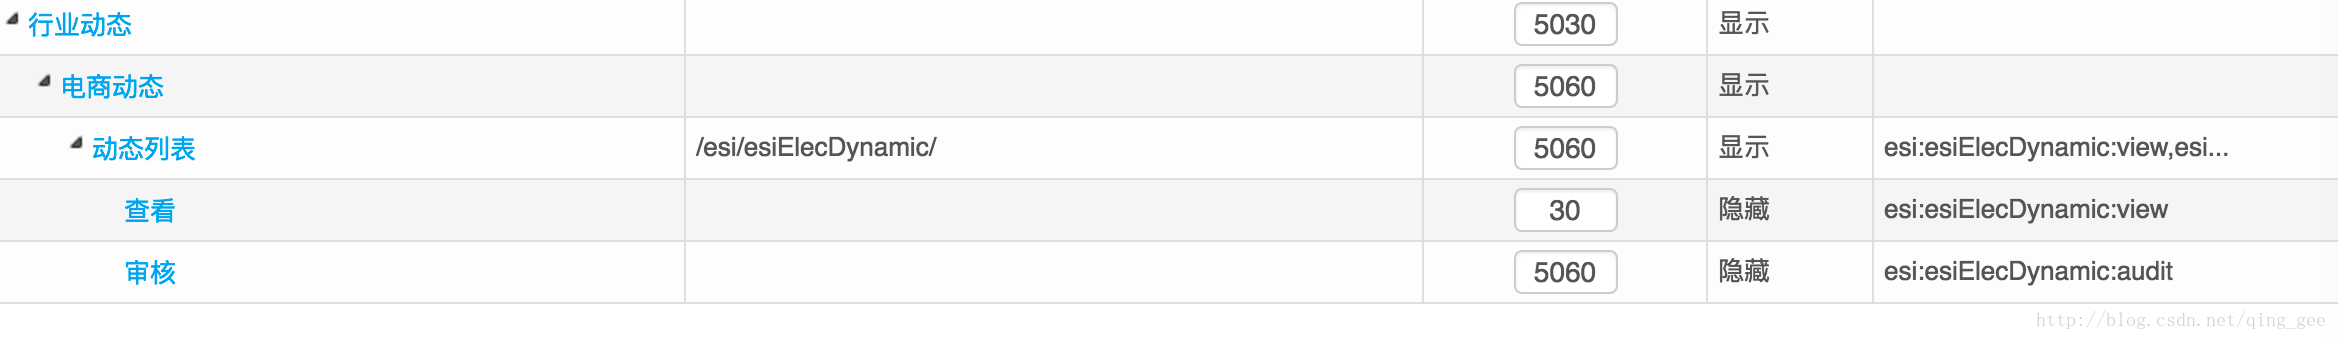 行业动态 5030 显示
电商动态 5060 显示
动态列表 /esi/esiElecDynamic/ 5060 显示 esi:esiElecDynamic:view,esi...
查看 30 隐藏 esi:esiElecDynamic:view
审核 5060 隐藏 esi:esiElecDynamic:audit
http://blog.csdn.net/qing_gee